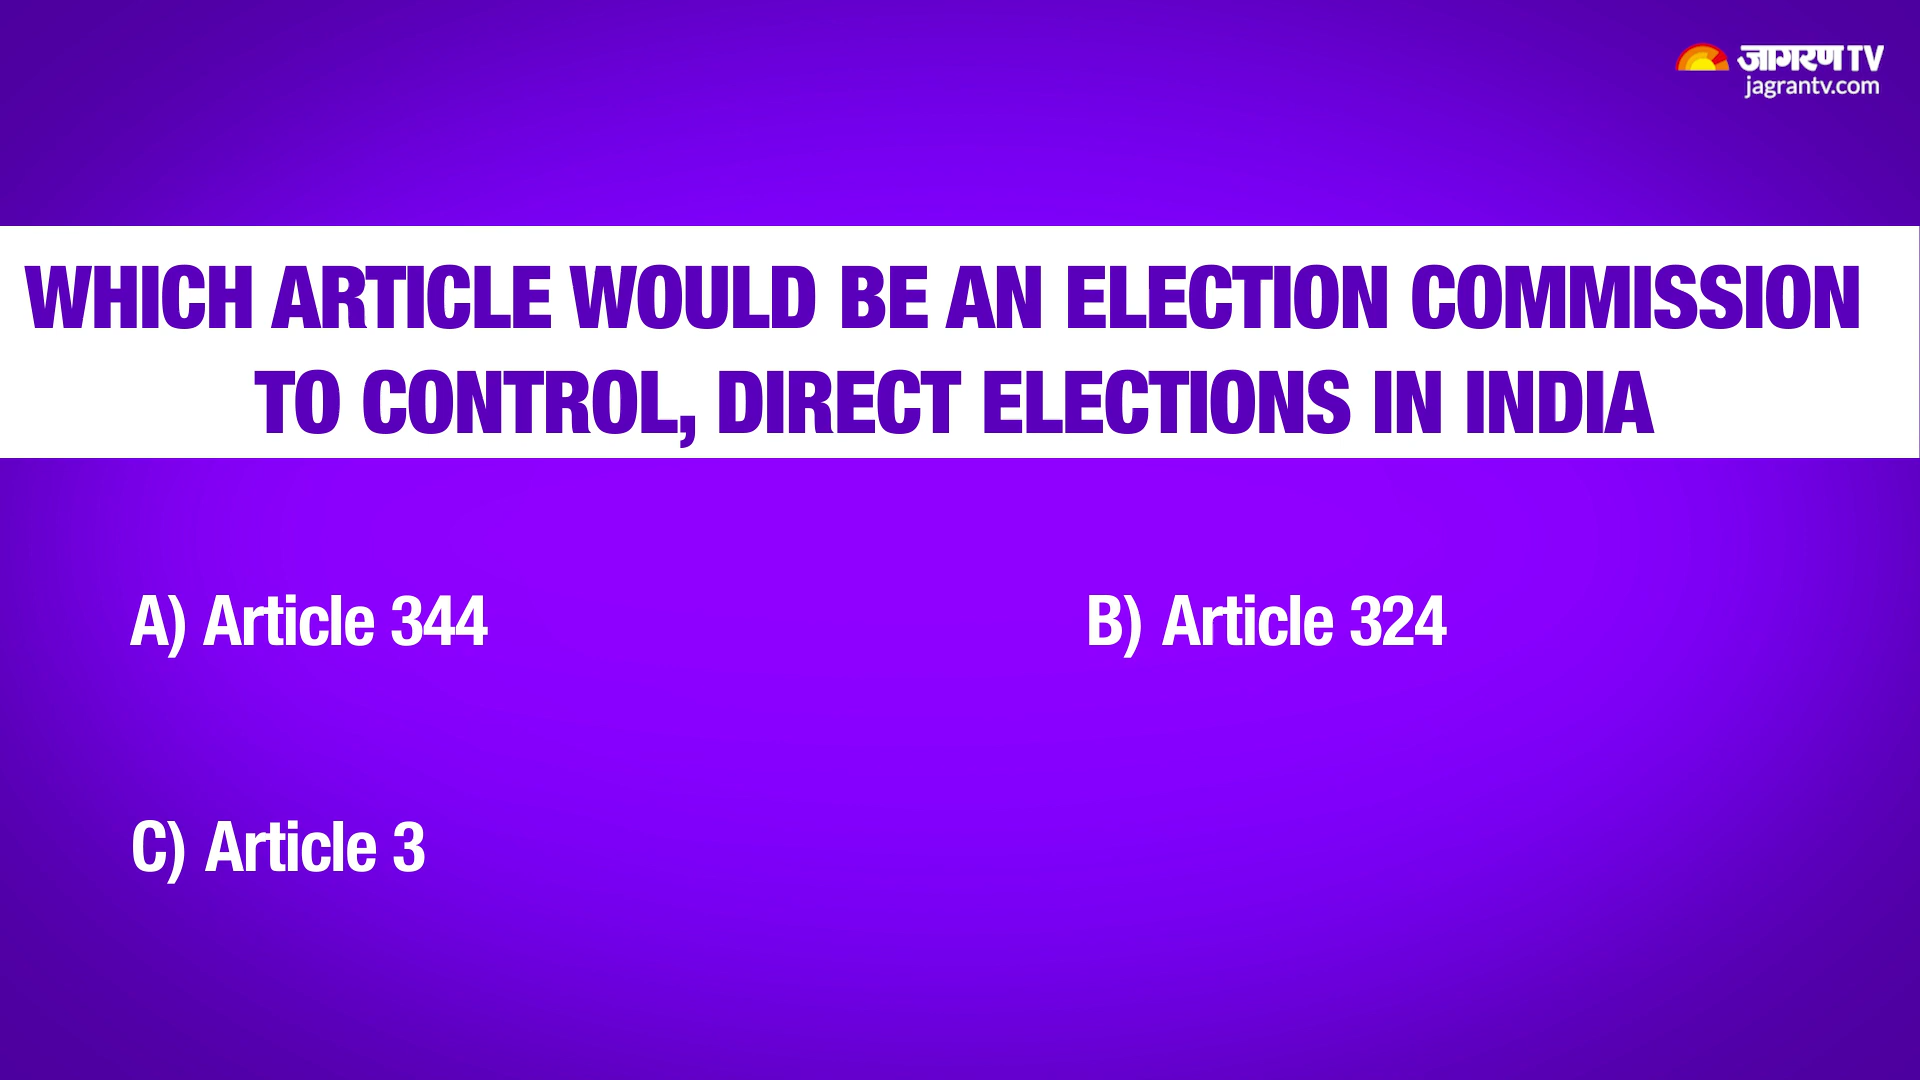 जागरण TV
jagrantv.com
WHICH ARTICLE WOULD BE AN ELECTION COMMISSION
TO CONTROL, DIRECT ELECTIONS IN INDIA
A) Article 344
B) Article 324
C) Article 3